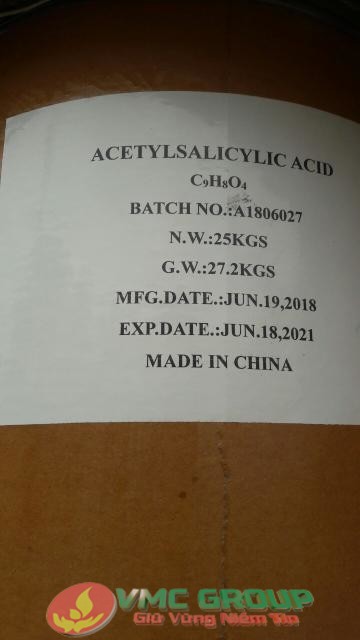 ACETYLSALICYLIC ACID
C₉H₈O₄
BATCH NO.:A1806027
N.W.:25KGS
G.W.:27.2KGS
MFG.DATE.:JUN.19,2018
EXP.DATE.:JUN.18,2021
MADE IN CHINA
VMC GROUP
Giữ Vững Niềm Tin